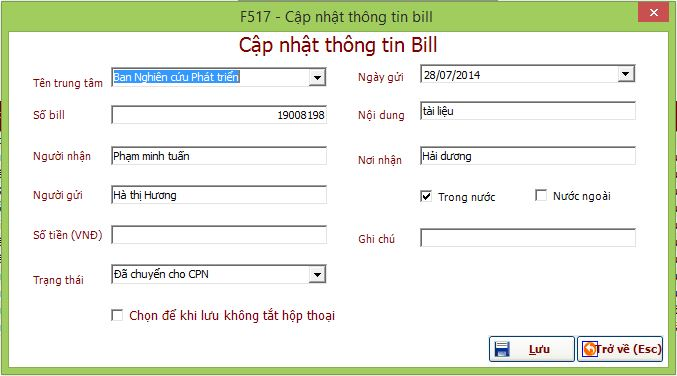 F517 - Cập nhật thông tin bill
Cập nhật thông tin Bill
Tên trung tâm Ban Nghiên cứu Phát triển Ngày gửi 28/07/2014
Số bill 19008198 Nội dung tài liệu
Người nhận Phạm minh tuấn Nơi nhận Hải dương
Người gửi Hà thị Hương Trong nước Nước ngoài
Số tiền (VNĐ) Ghi chú
Trạng thái Đã chuyển cho CPN
Chọn để khi lưu không tắt hộp thoại
Lưu Trở về (Esc)